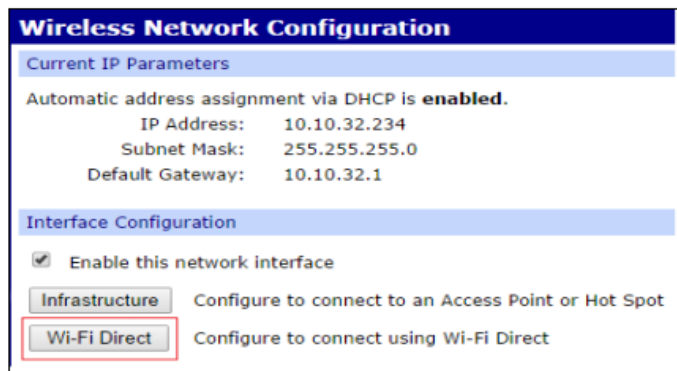 Wireless Network Configuration
Current IP Parameters
Automatic address assignment via DHCP is enabled.
IP Address: 10.10.32.234
Subnet Mask: 255.255.255.0
Default Gateway: 10.10.32.1
Interface Configuration
Enable this network interface
Infrastructure Configure to connect to an Access Point or Hot Spot
Wi-Fi Direct Configure to connect using Wi-Fi Direct